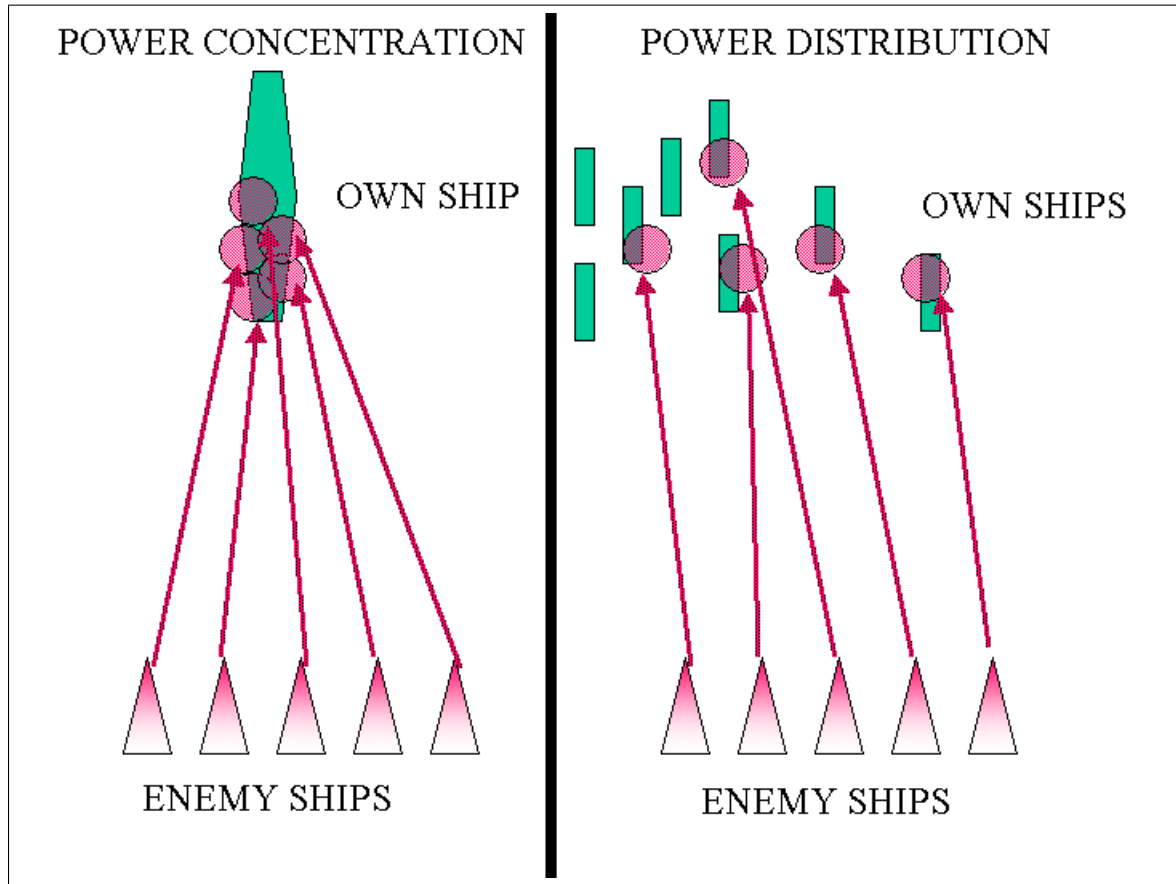 POWER CONCENTRATION
OWN SHIP
ENEMY SHIPS
POWER DISTRIBUTION
OWN SHIPS
ENEMY SHIPS